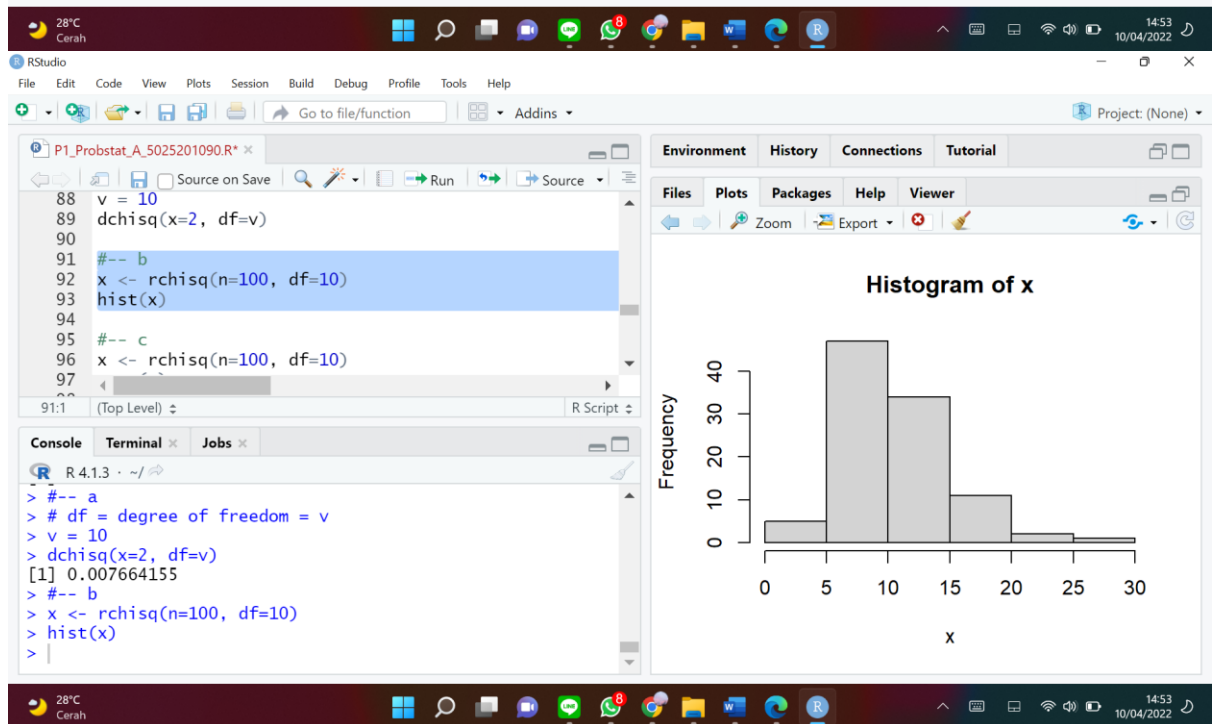 28°C
Cerah
8
14:53
10/04/2022
RStudio
File Edit Code View Plots Session Build Debug Profile Tools Help
Go to file/function
Addins
Project: (None)
P1_Probstat_A_5025201090.R*
Source on Save
Run
Source
88 v = 10
89 dchisq(x=2, df=v)
90
91 #-- b
92 x <- rchisq(n=100, df=10)
93 hist(x)
94
95 #-- c
96 x <- rchisq(n=100, df=10)
97
91:1 (Top Level) R Script
Console Terminal Jobs
R 4.1.3 · ~/
> #-- a
> # df = degree of freedom = v
> v = 10
> dchisq(x=2, df=v)
[1] 0.007664155
> #-- b
> x <- rchisq(n=100, df=10)
> hist(x)
>
Environment History Connections Tutorial
Files Plots Packages Help Viewer
Zoom Export
Histogram of x
Frequency
40
30
20
10
0
0 5 10 15 20 25 30
x
28°C
Cerah
8
14:53
10/04/2022